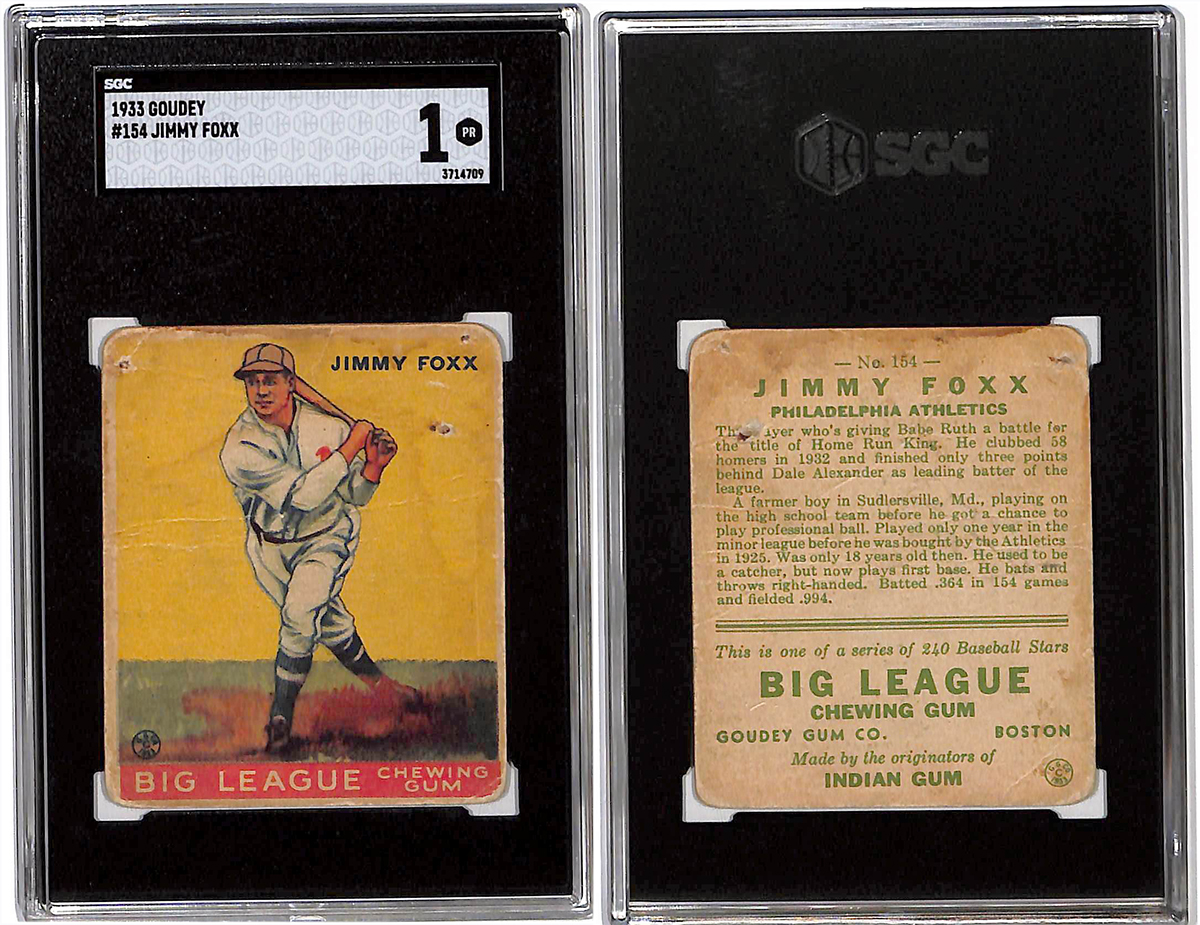 SGC
1933 GOUDEY
#154 JIMMY FOXX
1
PR
3714709
JIMMY FOXX
BIG LEAGUE CHEWING GUM
SGC
— No. 154 —
JIMMY FOXX
PHILADELPHIA ATHLETICS
who's giving Babe Ruth a battle for
the title of Home Run King. He clubbed 58
homers in 1932 and finished only three points
behind Dale Alexander as leading batter of the
league.
A farmer boy in Sudlersville, Md., playing on
the high school team before he got a chance to
play professional ball. Played only one year in the
minor league before he was bought by the Athletics
in 1925. Was only 18 years old then. He used to be
a catcher, but now plays first base. He bats and
throws right-handed. Batted .364 in 154 games
and fielded .994.
This is one of a series of 240 Baseball Stars
BIG LEAGUE
CHEWING GUM
GOUDEY GUM CO. BOSTON
Made by the originators of
INDIAN GUM